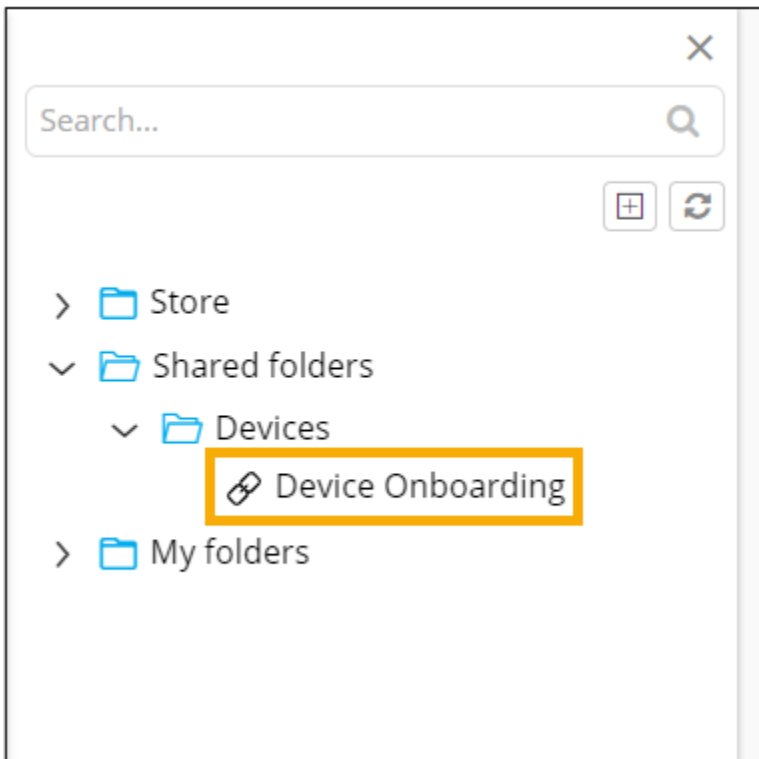 Search...
Store
Shared folders
Devices
Device Onboarding
My folders